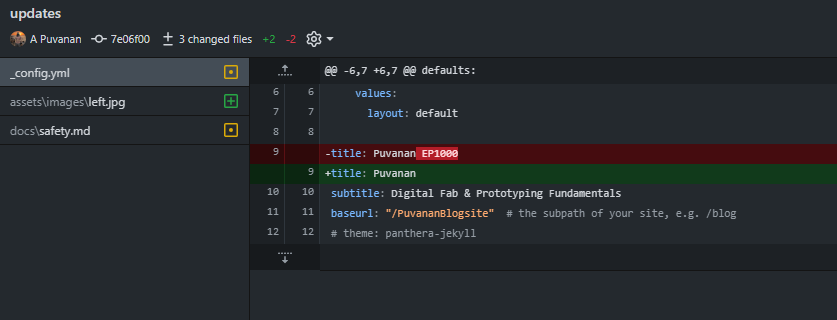 updates
A Puvanan 7e06f00 3 changed files +2 -2
_config.yml
assets\images\left.jpg
docs\safety.md
@@ -6,7 +6,7 @@ defaults:
6 6 values:
7 7 layout: default
8 8
9 -title: Puvanan EP1000
9 +title: Puvanan
10 10 subtitle: Digital Fab & Prototyping Fundamentals
11 11 baseurl: "/PuvananBlogsite" # the subpath of your site, e.g. /blog
12 12 # theme: panthera-jekyll